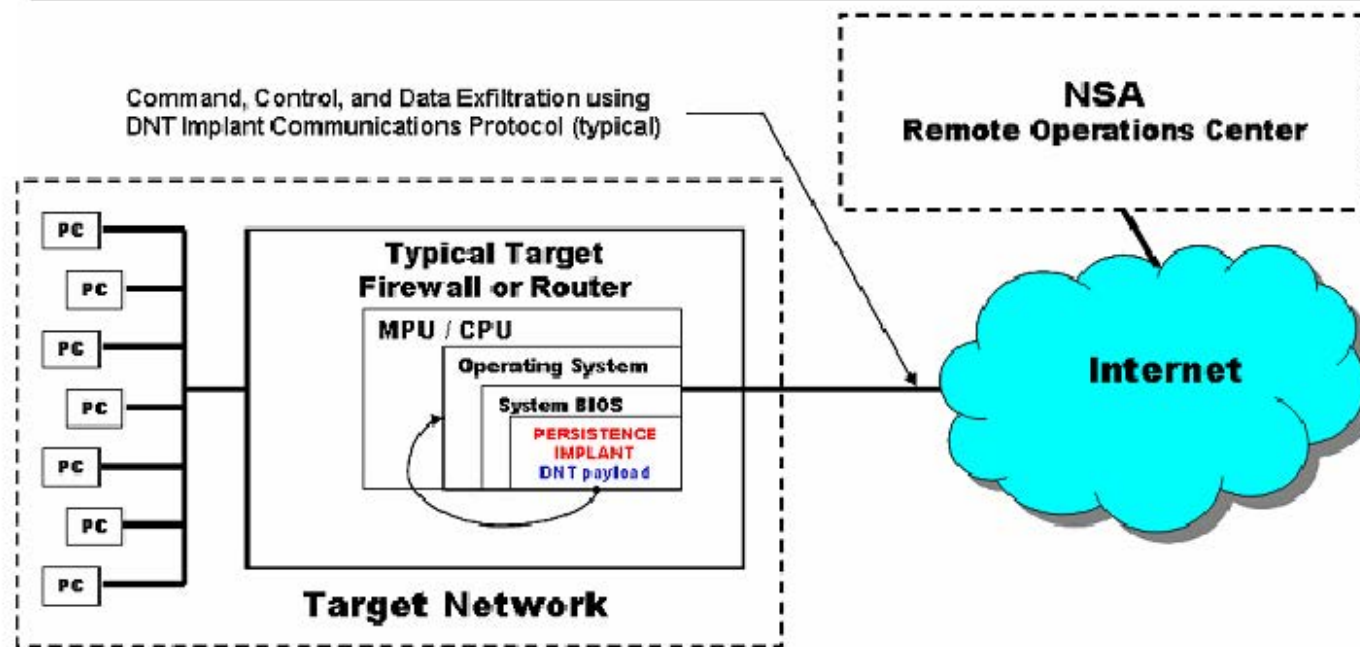 Command, Control, and Data Exfiltration using
DNT Implant Communications Protocol (typical)
NSA
Remote Operations Center
PC
PC
PC
PC
PC
PC
PC
Typical Target
Firewall or Router
MPU / CPU
Operating System
System BIOS
PERSISTENCE
IMPLANT
DNT payload
Internet
Target Network